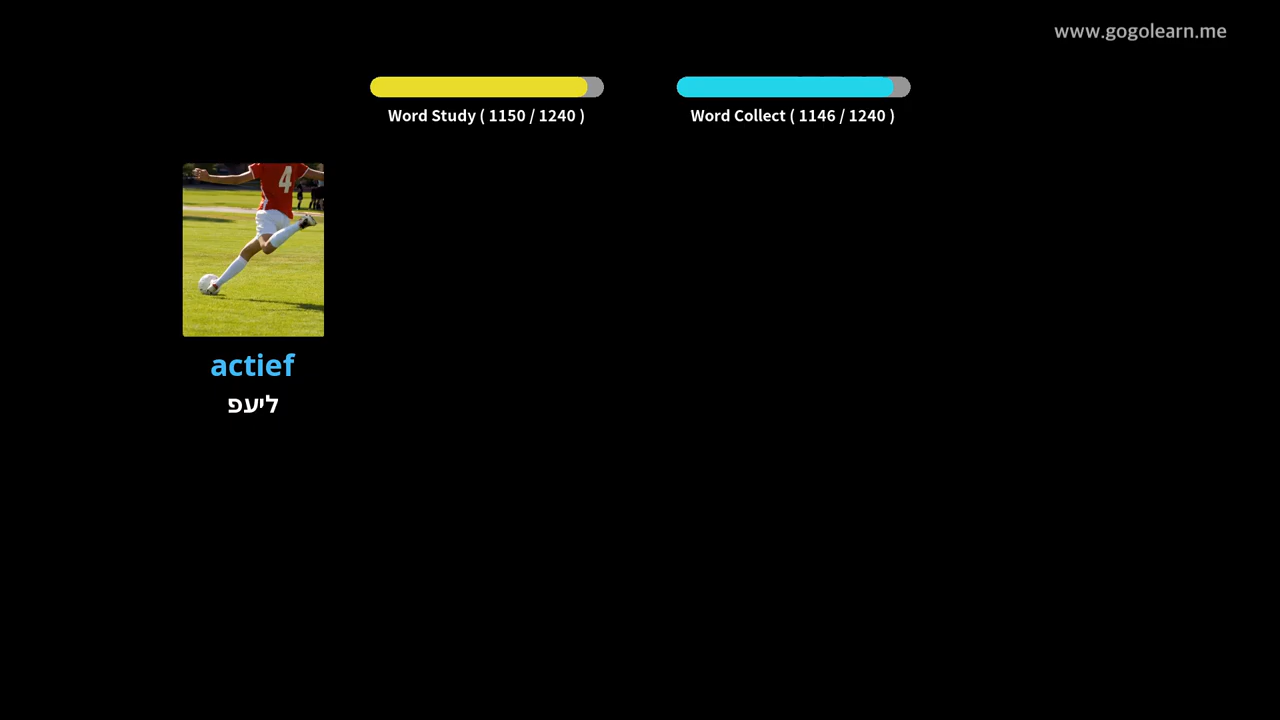 www.gogolearn.me
Word Study ( 1150 / 1240 )
Word Collect ( 1146 / 1240 )
4
actief
ליעפ